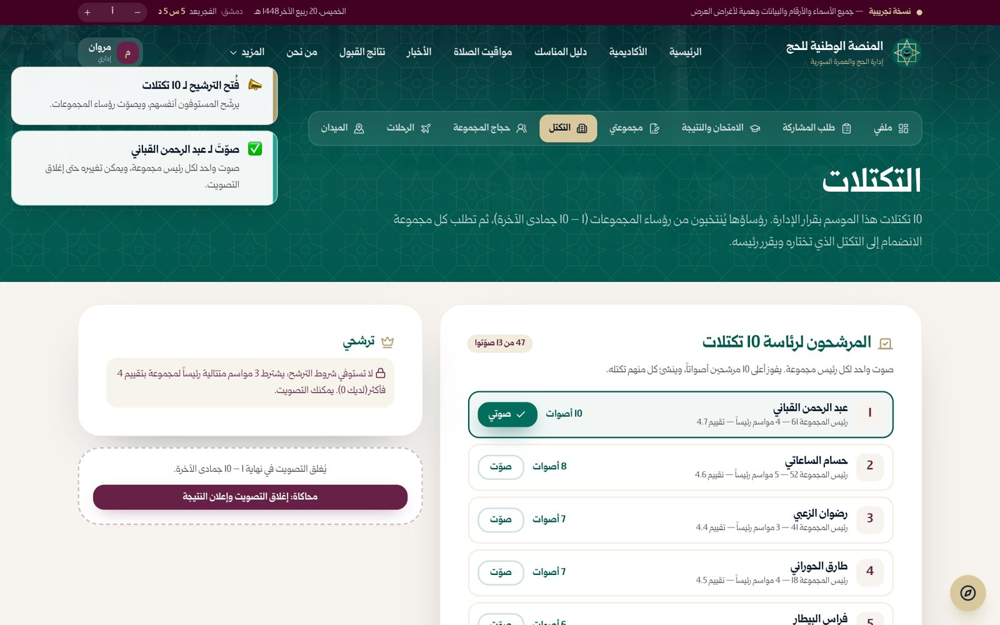 نسخة تجريبية — جميع الأسماء والأرقام والبيانات وهمية لأغراض العرض
الخميس، 20 ربيع الآخر 1448 هـ
دمشق: الفجر بعد 5 س 5 د
− أ +
المنصة الوطنية للحج
إدارة الحج والعمرة السورية
الرئيسية
الأكاديمية
دليل المناسك
مواقيت الصلاة
الأخبار
نتائج القبول
من نحن
المزيد
م
مروان
إداري
فُتح الترشيح لـ 10 تكتلات
يرشّح المستوفون أنفسهم، ويصوّت رؤساء المجموعات.
صوّتَ لـ عبد الرحمن القباني
صوت واحد لكل رئيس مجموعة، ويمكن تغييره حتى إغلاق
التصويت.
ملفي
طلب المشاركة
الامتحان والنتيجة
مجموعتي
التكتل
حجاج المجموعة
الرحلات
الميدان
التكتلات
10 تكتلات هذا الموسم بقرار الإدارة. رؤساؤها يُنتخبون من رؤساء المجموعات (1 – 10 جمادى الآخرة)، ثم تطلب كل مجموعة
الانضمام إلى التكتل الذي تختاره ويقرر رئيسه.
المرشحون لرئاسة 10 تكتلات
47 من 13 صوّتوا
صوت واحد لكل رئيس مجموعة. يفوز أعلى 10 مرشحين أصواتاً، وينشئ كل منهم تكتله.
1
عبد الرحمن القباني
رئيس المجموعة 61 — 4 مواسم رئيساً — تقييم 4.7
10 أصوات
صوتي
2
حسام الساعاتي
رئيس المجموعة 52 — 5 مواسم رئيساً — تقييم 4.6
8 أصوات
صوّت
3
رضوان الزعبي
رئيس المجموعة 41 — 3 مواسم رئيساً — تقييم 4.4
7 أصوات
صوّت
4
طارق الحوراني
رئيس المجموعة 18 — 4 مواسم رئيساً — تقييم 4.5
7 أصوات
صوّت
5
فراس البيطار
6 أصوات
صوّت
ترشحي
لا تستوفي شروط الترشح: يشترط 3 مواسم متتالية رئيساً لمجموعة بتقييم 4
فأكثر (لديك 0). يمكنك التصويت.
يُغلق التصويت في نهاية 1 – 10 جمادى الآخرة.
محاكاة: إغلاق التصويت وإعلان النتيجة